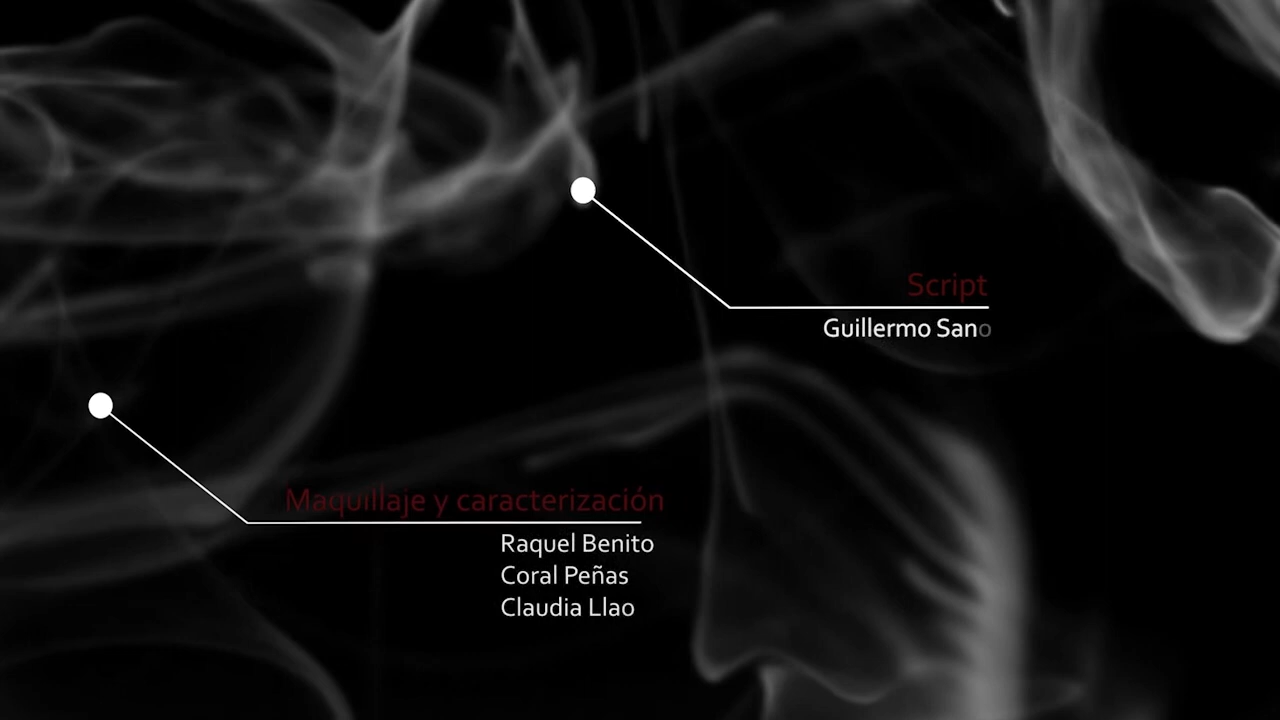 Script
Guillermo Sano
Maquillaje y caracterización
Raquel Benito
Coral Peñas
Claudia Llao